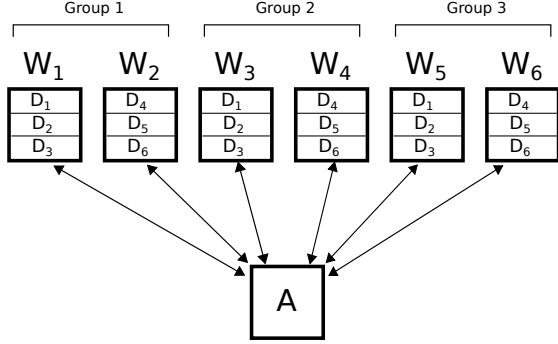 Group 1 Group 2 Group 3
W₁ W₂ W₃ W₄ W₅ W₆
D₁ D₄ D₁ D₄ D₁ D₄
D₂ D₅ D₂ D₅ D₂ D₅
D₃ D₆ D₃ D₆ D₃ D₆
A